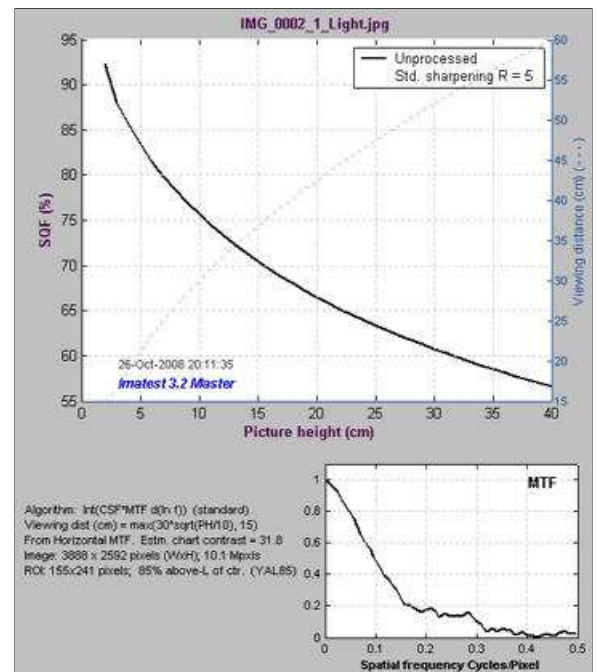 IMG_0002_1_Light.jpg
95
90
85
80
75
70
65
60
55
SQF (%)
Unprocessed
Std. sharpening R = 5
60
55
50
45
40
35
30
25
20
15
Viewing distance (cm) (- - -)
26-Oct-2008 20:11:35
Imatest 3.2 Master
0 5 10 15 20 25 30 35 40
Picture height (cm)
Algorithm: Int(CSF*MTF d(ln f)) (standard)
Viewing dist (cm) = max(30*sqrt(PH/10), 15)
From Horizontal MTF. Estm. chart contrast = 31.8
Image: 3888 x 2592 pixels (WxH); 10.1 Mpxls
ROI: 155x241 pixels; 85% above-L of ctr. (YAL85)
MTF
1
0.8
0.6
0.4
0.2
0
0 0.1 0.2 0.3 0.4 0.5
Spatial frequency Cycles/Pixel